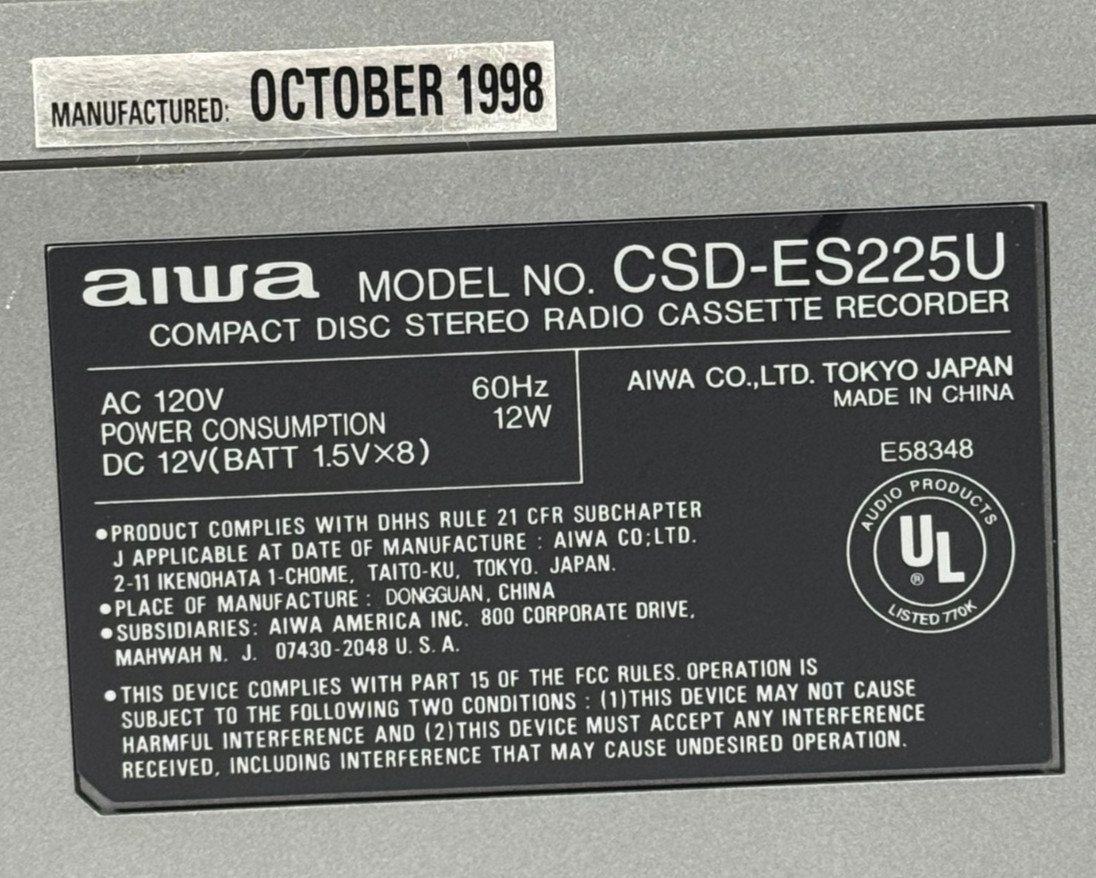 MANUFACTURED: OCTOBER 1998
aiwa MODEL NO. CSD-ES225U
COMPACT DISC STEREO RADIO CASSETTE RECORDER
AC 120V 60Hz
POWER CONSUMPTION 12W
DC 12V(BATT 1.5V×8)
AIWA CO.,LTD. TOKYO JAPAN
MADE IN CHINA
E58348
AUDIO PRODUCTS
UL
®
LISTED 770K
●PRODUCT COMPLIES WITH DHHS RULE 21 CFR SUBCHAPTER
J APPLICABLE AT DATE OF MANUFACTURE : AIWA CO;LTD.
2-11 IKENOHATA 1-CHOME, TAITO-KU, TOKYO. JAPAN.
●PLACE OF MANUFACTURE : DONGGUAN, CHINA
●SUBSIDIARIES: AIWA AMERICA INC. 800 CORPORATE DRIVE,
MAHWAH N. J. 07430-2048 U. S. A.
●THIS DEVICE COMPLIES WITH PART 15 OF THE FCC RULES. OPERATION IS
SUBJECT TO THE FOLLOWING TWO CONDITIONS : (1)THIS DEVICE MAY NOT CAUSE
HARMFUL INTERFERENCE AND (2)THIS DEVICE MUST ACCEPT ANY INTERFERENCE
RECEIVED, INCLUDING INTERFERENCE THAT MAY CAUSE UNDESIRED OPERATION.